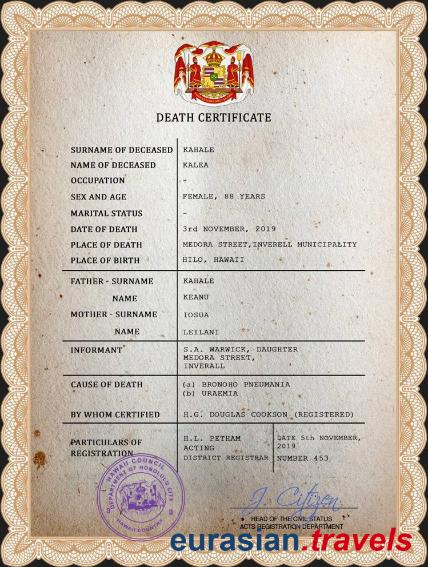 DEATH CERTIFICATE
SURNAME OF DECEASED KAHALE
NAME OF DECEASED KALEA
OCCUPATION -
SEX AND AGE FEMALE, 88 YEARS
MARITAL STATUS -
DATE OF DEATH 3rd NOVEMBER, 2019
PLACE OF DEATH MEDORA STREET,INVERELL MUNICIPALITY
PLACE OF BIRTH HILO, HAWAII
FATHER - SURNAME KAHALE
NAME KEANU
MOTHER - SURNAME IOSUA
NAME LEILANI
INFORMANT S.A. WARWICK, DAUGHTER
MEDORA STREET,
INVERALL
CAUSE OF DEATH (a) BRONOHO PNEUMANIA
(b) URAEMIA
BY WHOM CERTIFIED H.G. DOUGLAS COOKSON (REGISTERED)
PARTICULARS OF
REGISTRATION
H.L. PETHAM
ACTING
DISTRICT REGISTRAR
DATE 5th NOVEMBER,
2019
NUMBER 453
HAWAII COUNCIL
DEPARTMENT OF HONOLULU CITY
HAWAII COUNTRY
J. Citizen
HEAD OF THE CIVIL STATUS
ACTS REGISTRATION DEPARTMENT
eurasian.travels